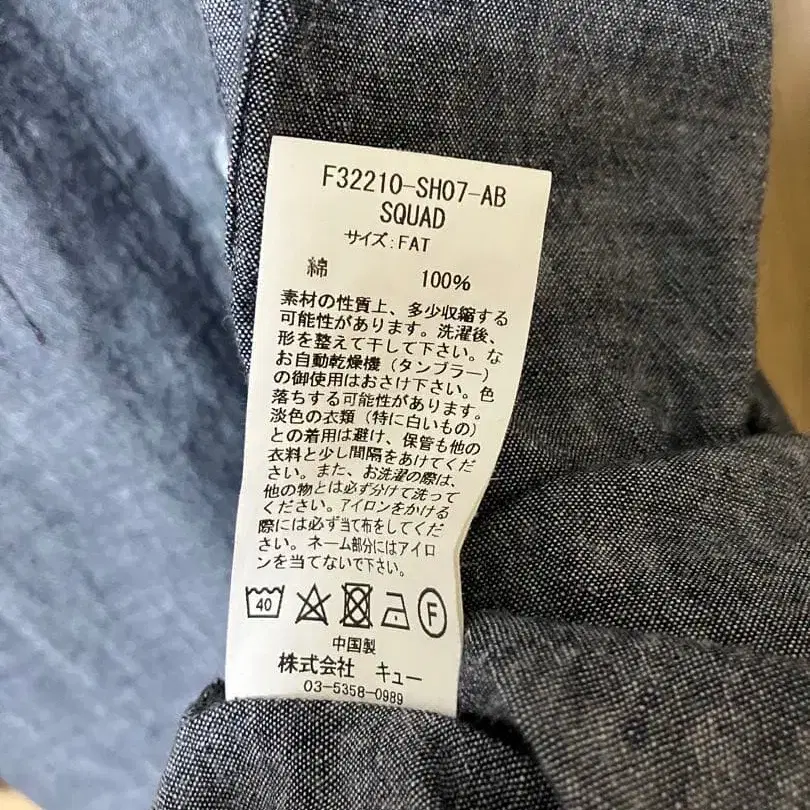 F32210-SH07-AB
SQUAD
サイズ:FAT
綿 100%
素材の性質上、多少収縮する
可能性があります。洗濯後、
形を整えて干して下さい。な
お自動乾燥機(タンブラー)
の御使用はおさけ下さい。色
落ちする可能性があります。
淡色の衣類(特に白いもの)
との着用は避け、保管も他の
衣料と少し間隔をあけてくだ
さい。また、お洗濯の際は、
他の物とは必ず分けて洗って
ください。アイロンをかける
際には必ず当て布をしてくだ
さい。ネーム部分にはアイロ
ンを当てないで下さい。
40
F
中国製
株式会社 キュー
03-5358-0989